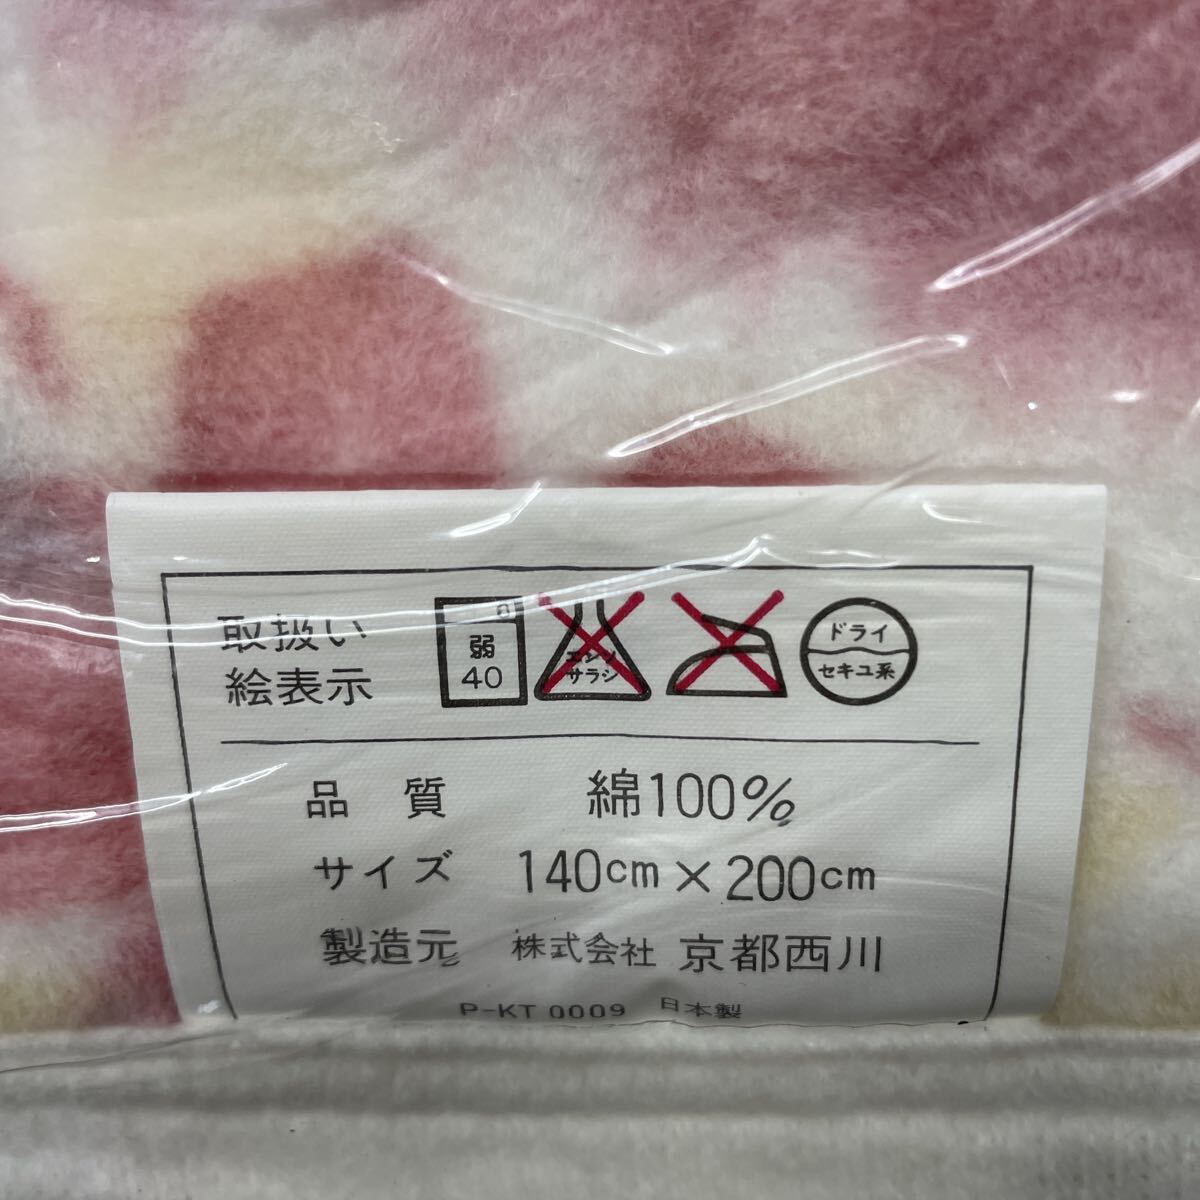 取扱い
絵表示
弱
40
エンソ
サラシ
ドライ
セキユ系
品質 綿100%
サイズ 140cm×200cm
製造元 株式会社 京都西川
P-KT 0009 日本製